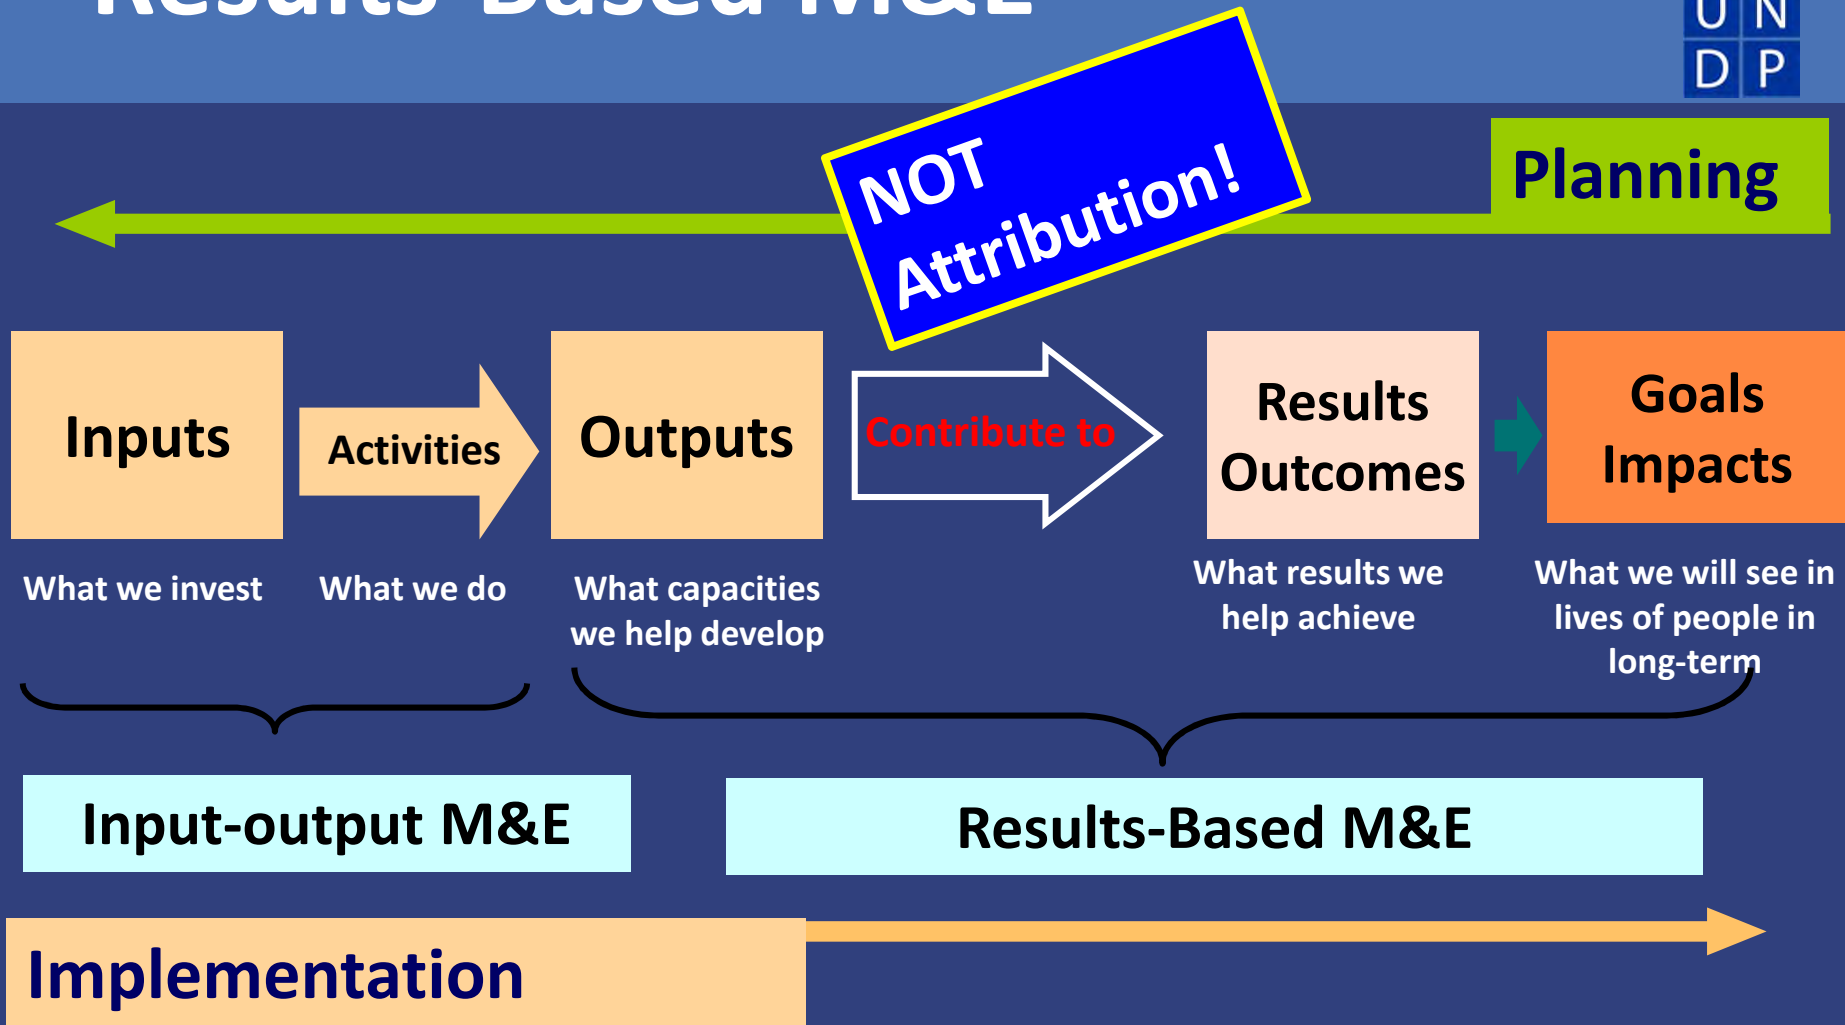 Results-Based M&E
U N
D P
NOT
Attribution!
Planning
Inputs
Activities
Outputs
Contribute to
Results
Outcomes
Goals
Impacts
What we invest
What we do
What capacities
we help develop
What results we
help achieve
What we will see in
lives of people in
long-term
Input-output M&E
Results-Based M&E
Implementation